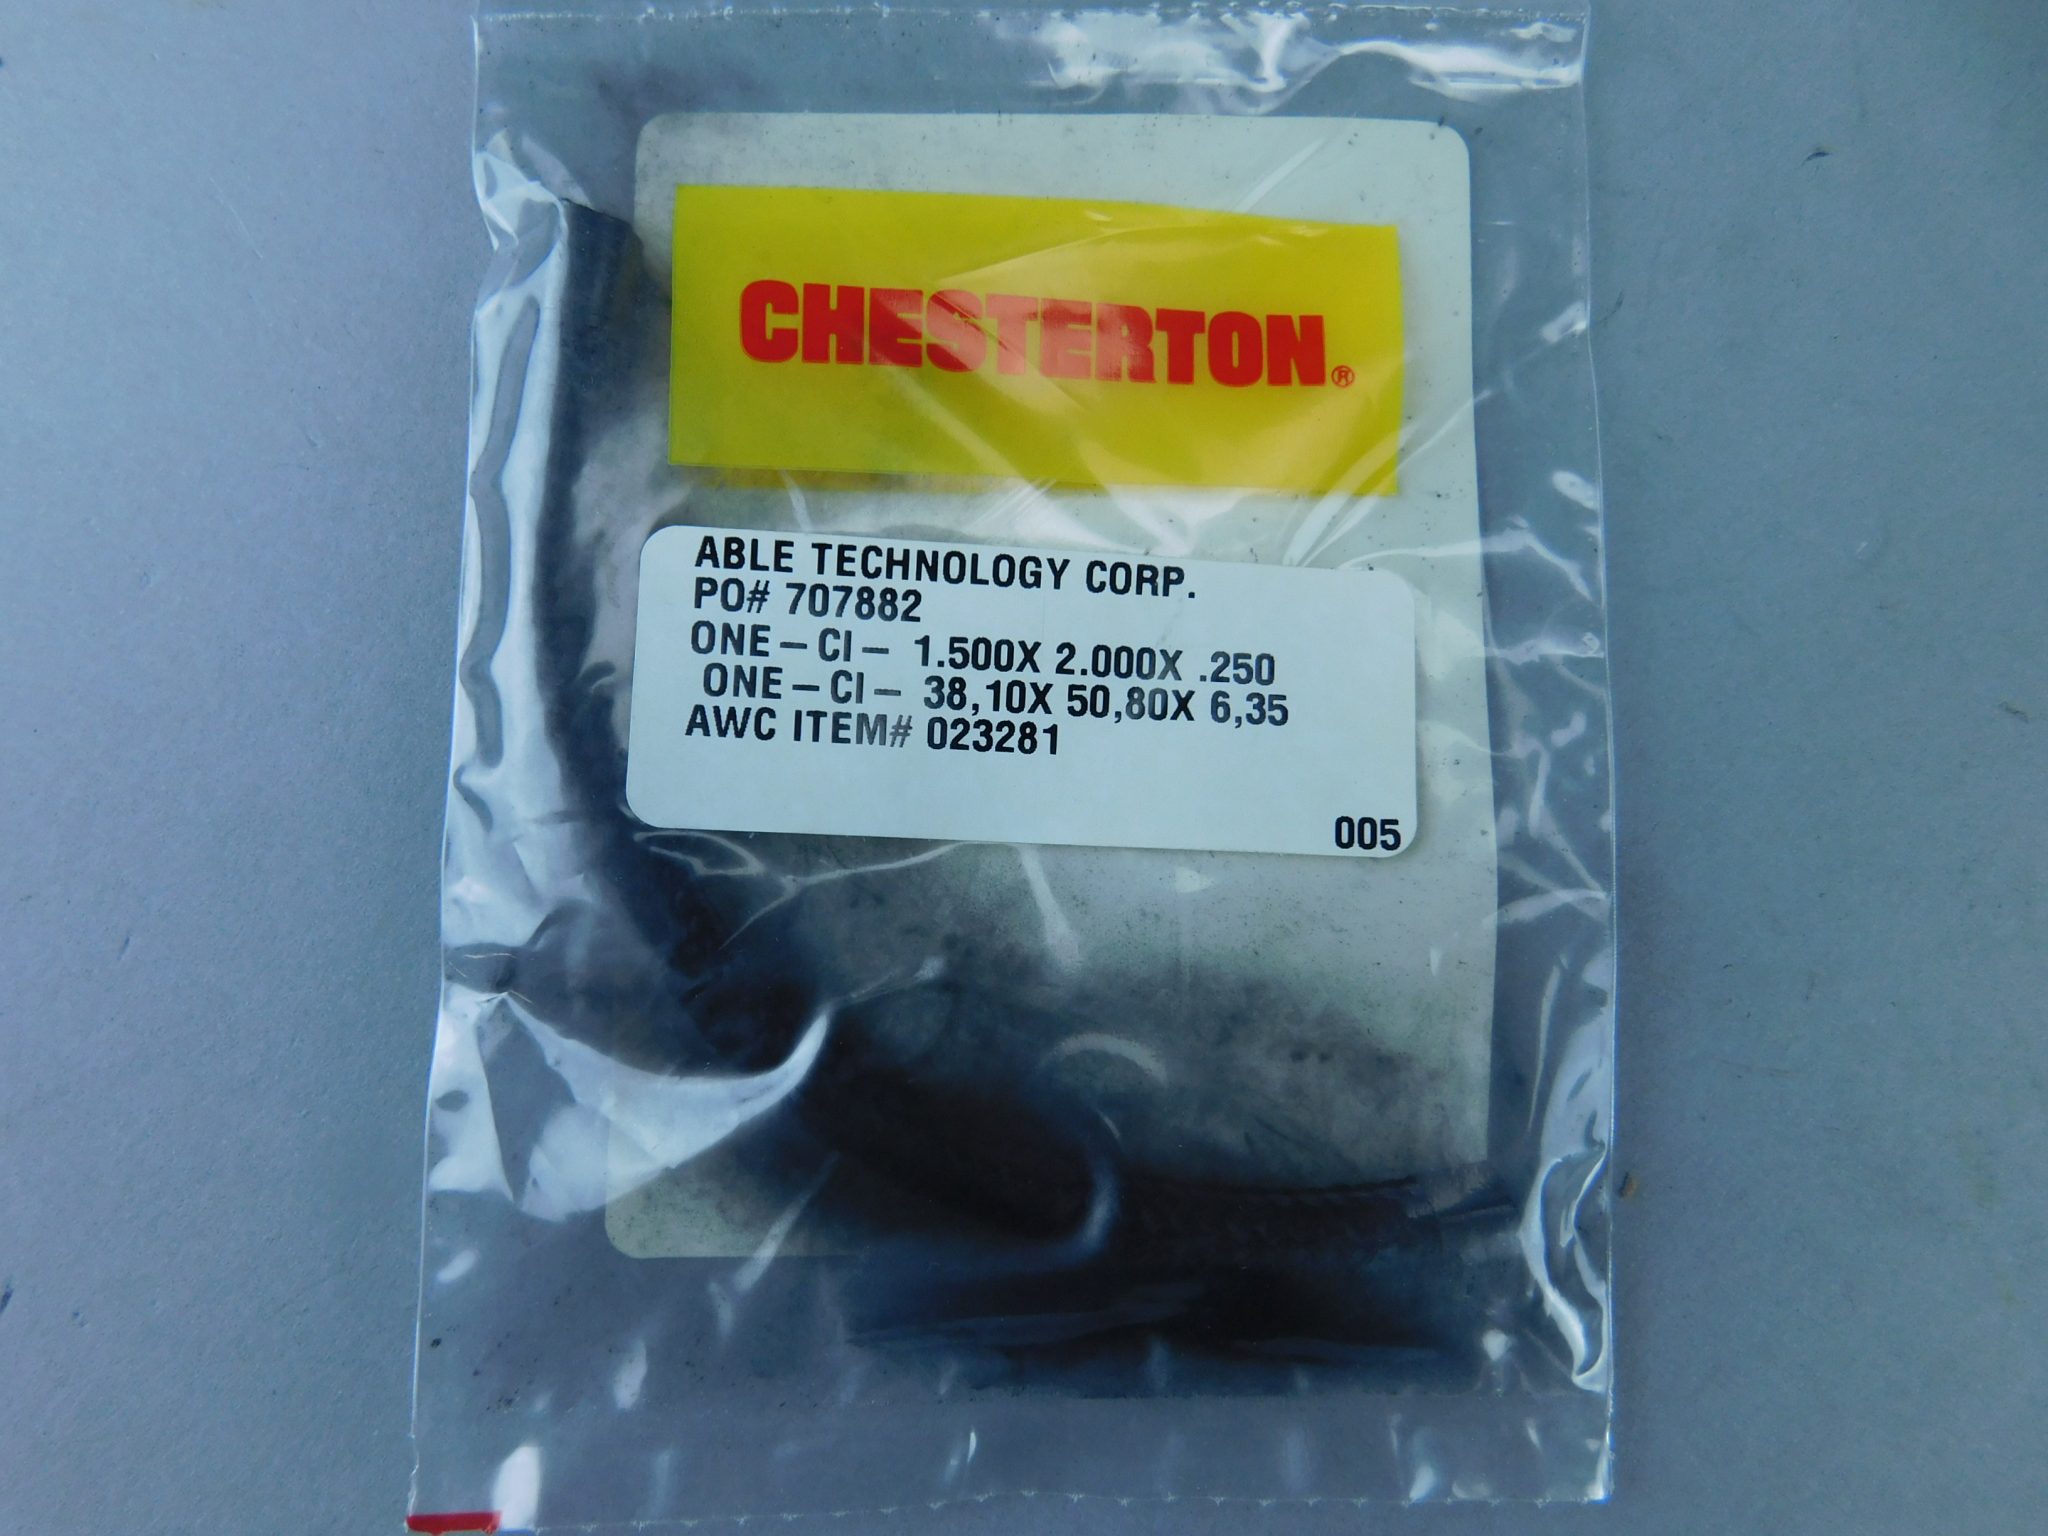 CHESTERTON®
ABLE TECHNOLOGY CORP.
PO# 707882
ONE-CI- 1.500X 2.000X .250
ONE-CI- 38,10X 50,80X 6,35
AWC ITEM# 023281
005